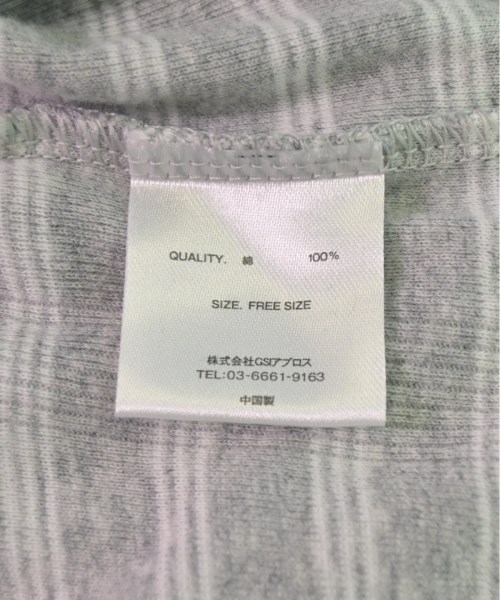 QUALITY. 綿 100%
SIZE. FREE SIZE
株式会社GSIアブロス
TEL:03-6661-9163
中国製